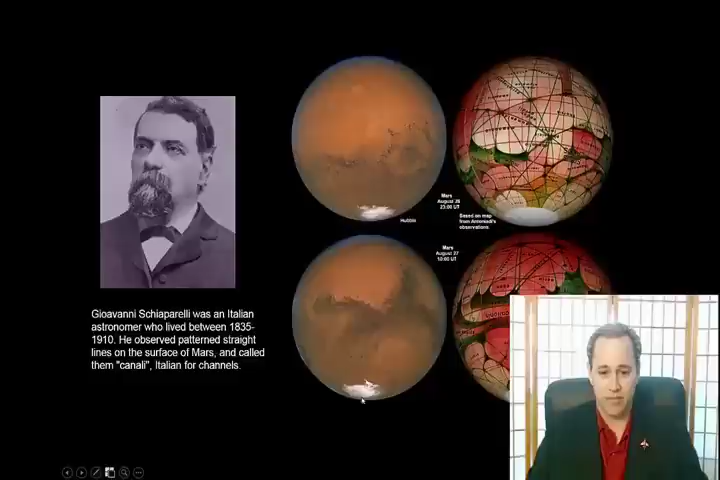 Mars
August 26
23:00 UT
Hubble
Based on map
from Antoniadi's
observations
Mars
August 27
10:00 UT
Gioavanni Schiaparelli was an Italian
astronomer who lived between 1835-
1910. He observed patterned straight
lines on the surface of Mars, and called
them "canali", Italian for channels.